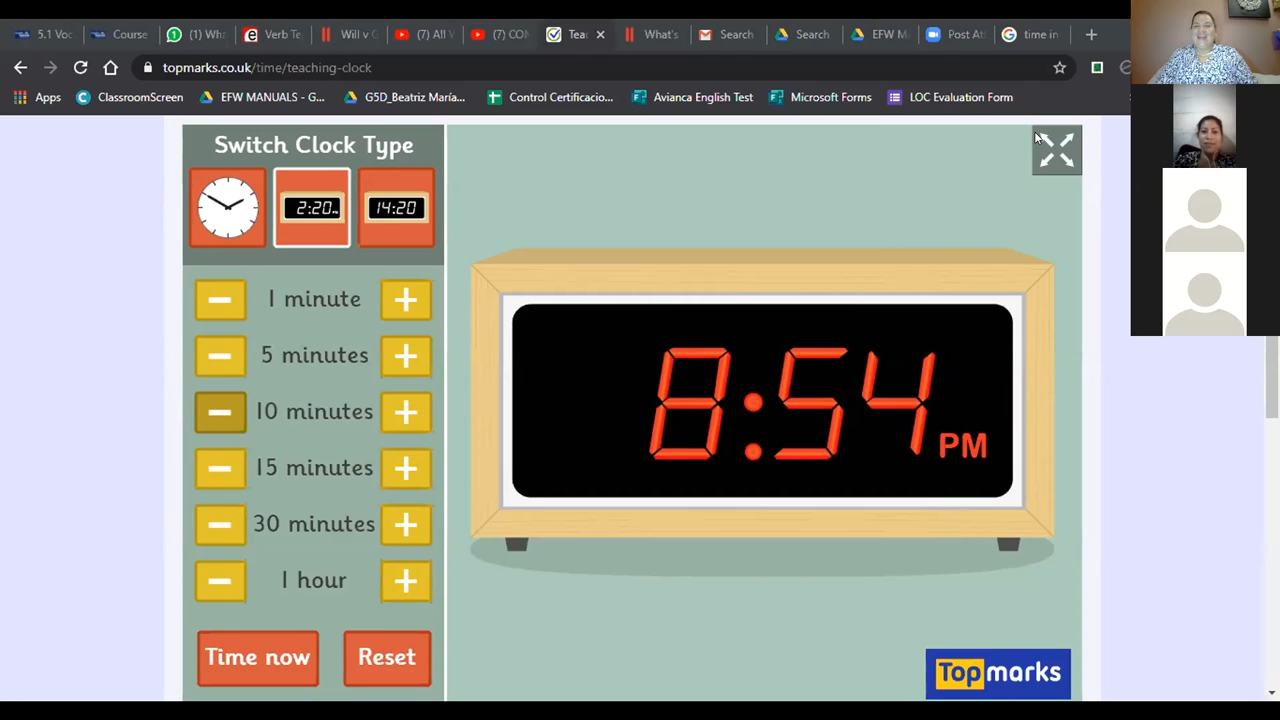 5.1 Voc
Course
(1) Wha
Verb Te
Will v G
(7) All V
(7) CON
Tea
What's
Search
Search
EFW M
Post Att
time in
topmarks.co.uk/time/teaching-clock
Apps
ClassroomScreen
EFW MANUALS - G...
G5D_Beatriz María...
Control Certificacio...
Avianca English Test
Microsoft Forms
LOC Evaluation Form
Switch Clock Type
2:20
14:20
1 minute
5 minutes
10 minutes
15 minutes
30 minutes
1 hour
Time now
Reset
8:54 PM
Topmarks